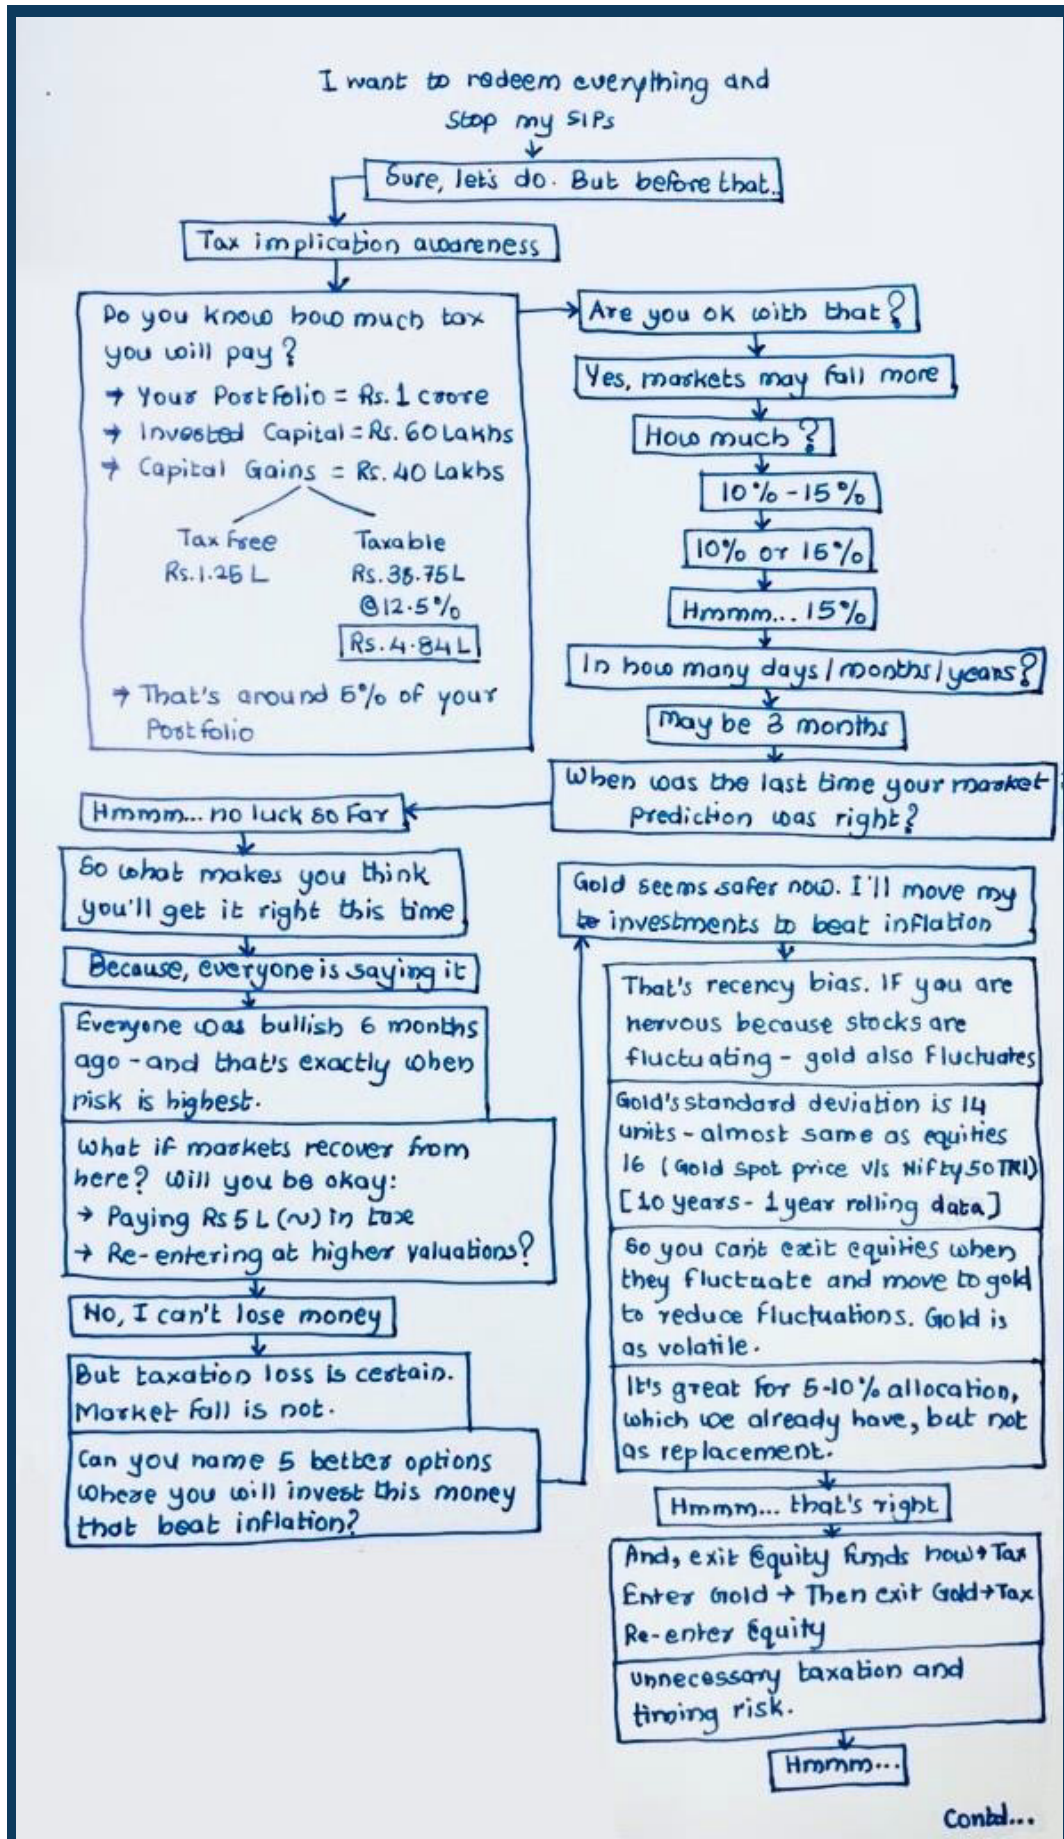 I want to redeem everything and
stop my SIPs
Sure, let's do. But before that..
Tax implication awareness
Do you know how much tax
you will pay?
→ Your Portfolio = Rs. 1 crore
→ Invested Capital = Rs. 60 Lakhs
→ Capital Gains = Rs. 40 Lakhs
Tax free Taxable
Rs. 1.25 L Rs. 38.75 L
@12.5%
Rs. 4.84 L
→ That's around 5% of your
Portfolio
Are you ok with that?
Yes, markets may fall more
How much?
10% - 15%
10% or 15%
Hmmm... 15%
In how many days / months / years?
May be 3 months
When was the last time your market
prediction was right?
Hmmm... no luck so far
So what makes you think
you'll get it right this time
Because, everyone is saying it
Everyone was bullish 6 months
ago - and that's exactly when
risk is highest.
What if markets recover from
here? Will you be okay:
→ Paying Rs 5 L (~) in taxe
→ Re-entering at higher valuations?
No, I can't lose money
But taxation loss is certain.
Market fall is not.
Can you name 5 better options
where you will invest this money
that beat inflation?
Gold seems safer now. I'll move my
to investments to beat inflation
That's recency bias. If you are
nervous because stocks are
fluctuating - gold also fluctuates
Gold's standard deviation is 14
units - almost same as equities
16 (Gold spot price v/s Nifty 50 TRI)
[10 years - 1 year rolling data]
So you can't exit equities when
they fluctuate and move to gold
to reduce fluctuations. Gold is
as volatile.
It's great for 5-10% allocation,
which we already have, but not
as replacement.
Hmmm... that's right
And, exit Equity funds now → Tax
Enter Gold → Then exit Gold → Tax
Re-enter Equity
Unnecessary taxation and
timing risk.
Hmmm...
Contd...